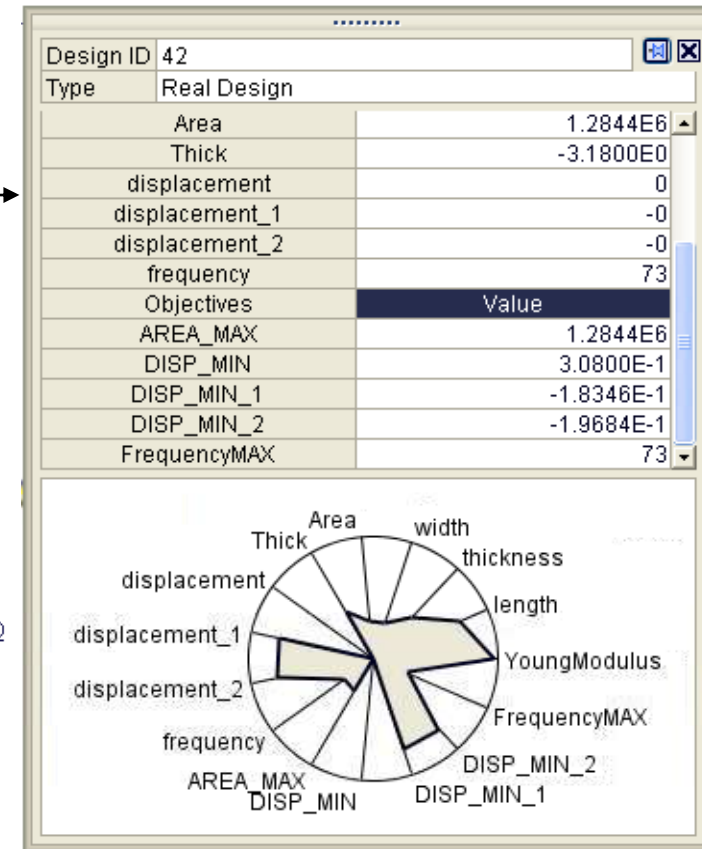 Design ID 42
Type Real Design
Area 1.2844E6
Thick -3.1800E0
displacement 0
displacement_1 -0
displacement_2 -0
frequency 73
Objectives Value
AREA_MAX 1.2844E6
DISP_MIN 3.0800E-1
DISP_MIN_1 -1.8346E-1
DISP_MIN_2 -1.9684E-1
FrequencyMAX 73
Area
width
Thick
thickness
displacement
length
displacement_1
YoungModulus
displacement_2
FrequencyMAX
frequency
DISP_MIN_2
AREA_MAX
DISP_MIN
DISP_MIN_1